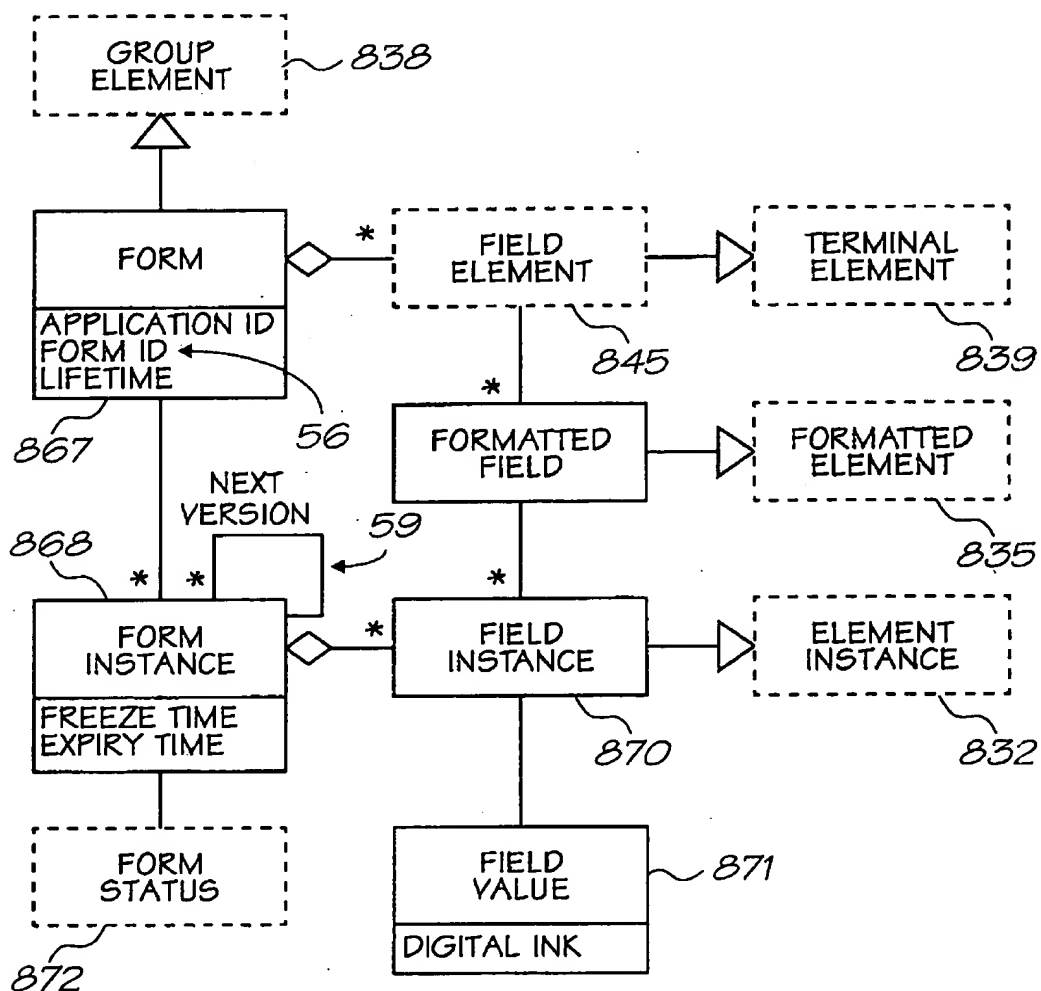 GROUP
ELEMENT
838
FORM
*
FIELD
ELEMENT
TERMINAL
ELEMENT
APPLICATION ID
FORM ID
LIFETIME
867
56
845
839
*
FORMATTED
FIELD
FORMATTED
ELEMENT
835
NEXT
VERSION
59
868
*
*
*
FORM
INSTANCE
*
FIELD
INSTANCE
ELEMENT
INSTANCE
FREEZE TIME
EXPIRY TIME
870
832
FORM
STATUS
872
FIELD
VALUE
871
DIGITAL INK